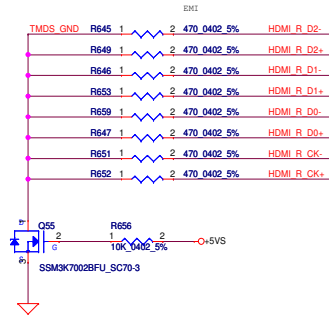 EMI
TMDS_GND R645 1 2 470_0402_5% HDMI_R_D2-
R649 1 2 470_0402_5% HDMI_R_D2+
R646 1 2 470_0402_5% HDMI_R_D1-
R653 1 2 470_0402_5% HDMI_R_D1+
R659 1 2 470_0402_5% HDMI_R_D0-
R647 1 2 470_0402_5% HDMI_R_D0+
R651 1 2 470_0402_5% HDMI_R_CK-
R652 1 2 470_0402_5% HDMI_R_CK+
D 1 Q55 R656
2 1 2 +5VS
G 10K_0402_5%
S 3
SSM3K7002BFU_SC70-3